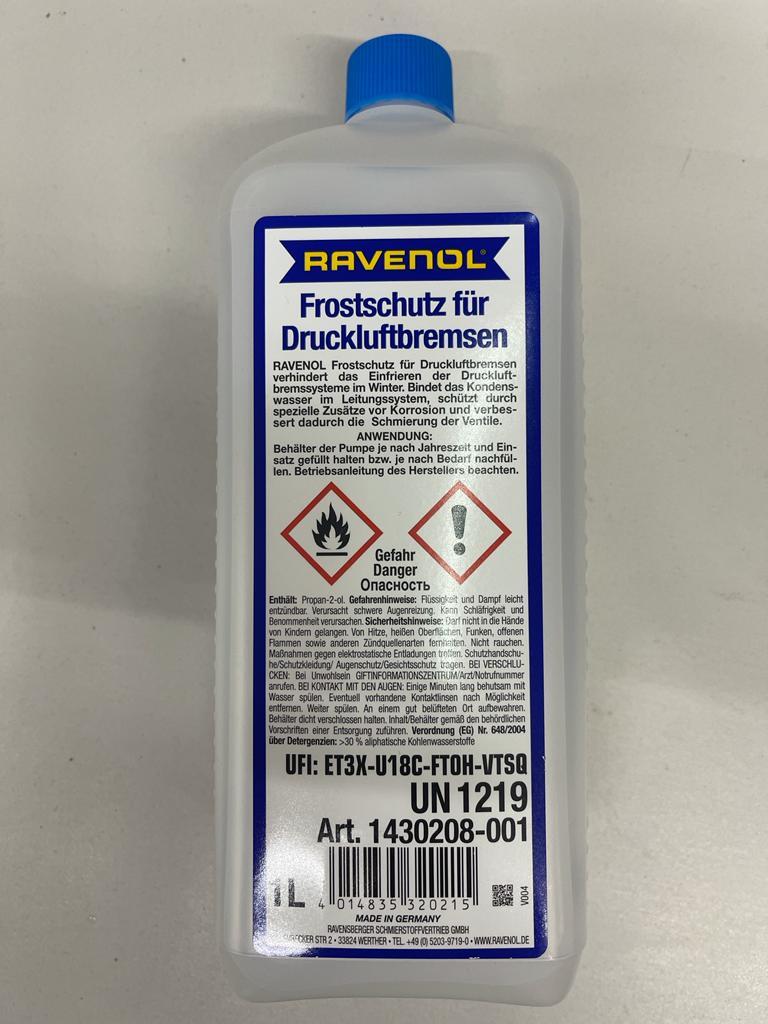 RAVENOL®
Frostschutz für
Druckluftbremsen
RAVENOL Frostschutz für Druckluftbremsen
verhindert das Einfrieren der Druckluft-
bremssysteme im Winter. Bindet das Kondens-
wasser im Leitungssystem, schützt durch
spezielle Zusätze vor Korrosion und verbes-
sert dadurch die Schmierung der Ventile.
ANWENDUNG:
Behälter der Pumpe je nach Jahreszeit und Ein-
satz gefüllt halten bzw. je nach Bedarf nachfül-
len. Betriebsanleitung des Herstellers beachten.
Gefahr
Danger
Опасность
Enthält: Propan-2-ol. Gefahrenhinweise: Flüssigkeit und Dampf leicht
entzündbar. Verursacht schwere Augenreizung. Kann Schläfrigkeit und
Benommenheit verursachen. Sicherheitshinweise: Darf nicht in die Hände
von Kindern gelangen. Von Hitze, heißen Oberflächen, Funken, offenen
Flammen sowie anderen Zündquellenarten fernhalten. Nicht rauchen.
Maßnahmen gegen elektrostatische Entladungen treffen. Schutzhandschu-
he/Schutzkleidung/ Augenschutz/Gesichtsschutz tragen. BEI VERSCHLU-
CKEN: Bei Unwohlsein GIFTINFORMATIONSZENTRUM/Arzt/Notrufnummer
anrufen. BEI KONTAKT MIT DEN AUGEN: Einige Minuten lang behutsam mit
Wasser spülen. Eventuell vorhandene Kontaktlinsen nach Möglichkeit
entfernen. Weiter spülen. An einem gut belüfteten Ort aufbewahren.
Behälter dicht verschlossen halten. Inhalt/Behälter gemäß den behördlichen
Vorschriften einer Entsorgung zuführen. Verordnung (EG) Nr. 648/2004
über Detergenzien: >30 % aliphatische Kohlenwasserstoffe
UFI: ET3X-U18C-FT0H-VTSQ
UN 1219
Art. 1430208-001
1L
4 014835 320215
V004
MADE IN GERMANY
RAVENSBERGER SCHMIERSTOFFVERTRIEB GMBH
STR 2 • 33824 WERTHER • TEL. +49 (0) 5203-9719-0 • WWW.RAVENOL.DE